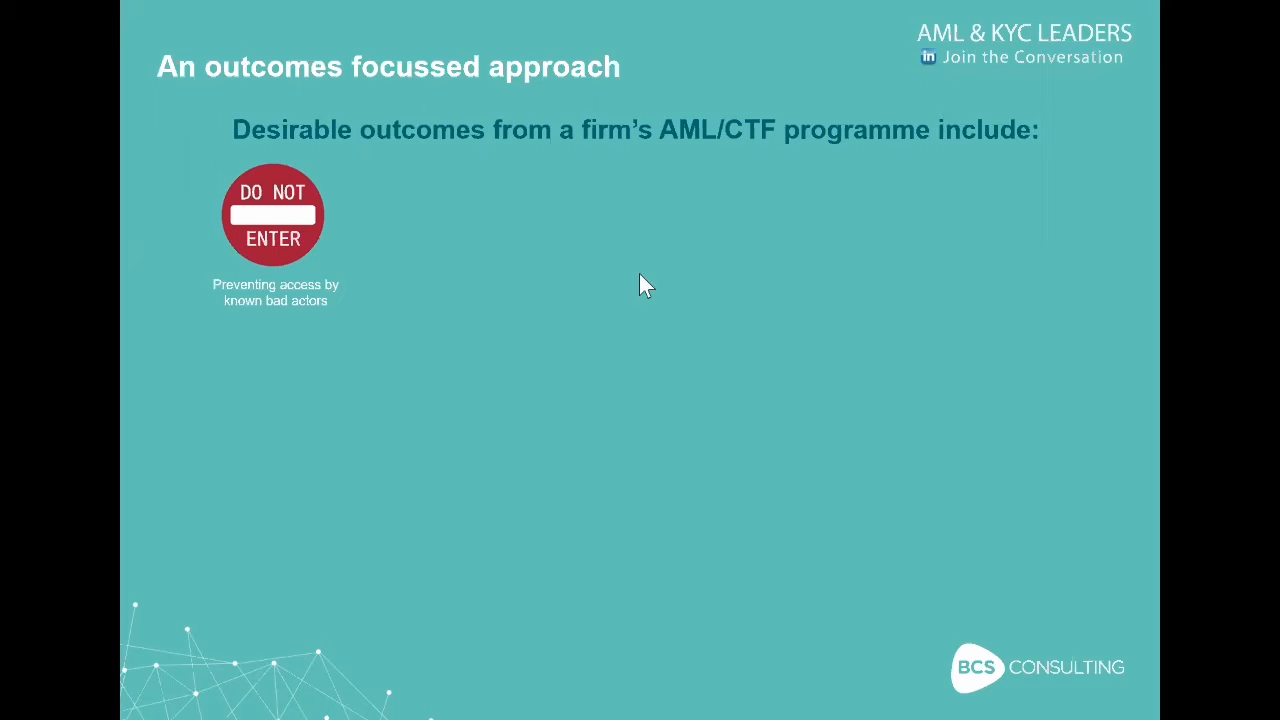 AML & KYC LEADERS
in Join the Conversation
An outcomes focussed approach
Desirable outcomes from a firm’s AML/CTF programme include:
DO NOT
ENTER
Preventing access by
known bad actors
BCS CONSULTING